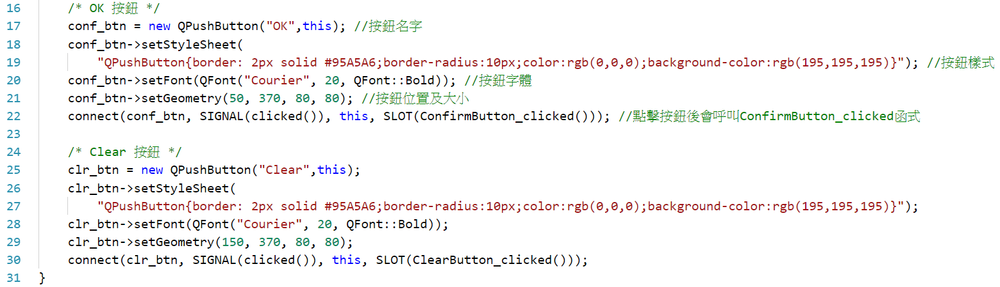 16 /* OK 按鈕 */
17 conf_btn = new QPushButton("OK",this); //按鈕名字
18 conf_btn->setStyleSheet(
19 "QPushButton{border: 2px solid #95A5A6;border-radius:10px;color:rgb(0,0,0);background-color:rgb(195,195,195)}"); //按鈕樣式
20 conf_btn->setFont(QFont("Courier", 20, QFont::Bold)); //按鈕字體
21 conf_btn->setGeometry(50, 370, 80, 80); //按鈕位置及大小
22 connect(conf_btn, SIGNAL(clicked()), this, SLOT(ConfirmButton_clicked())); //點擊按鈕後會呼叫ConfirmButton_clicked函式
23
24 /* Clear 按鈕 */
25 clr_btn = new QPushButton("Clear",this);
26 clr_btn->setStyleSheet(
27 "QPushButton{border: 2px solid #95A5A6;border-radius:10px;color:rgb(0,0,0);background-color:rgb(195,195,195)}");
28 clr_btn->setFont(QFont("Courier", 20, QFont::Bold));
29 clr_btn->setGeometry(150, 370, 80, 80);
30 connect(clr_btn, SIGNAL(clicked()), this, SLOT(ClearButton_clicked()));
31 }